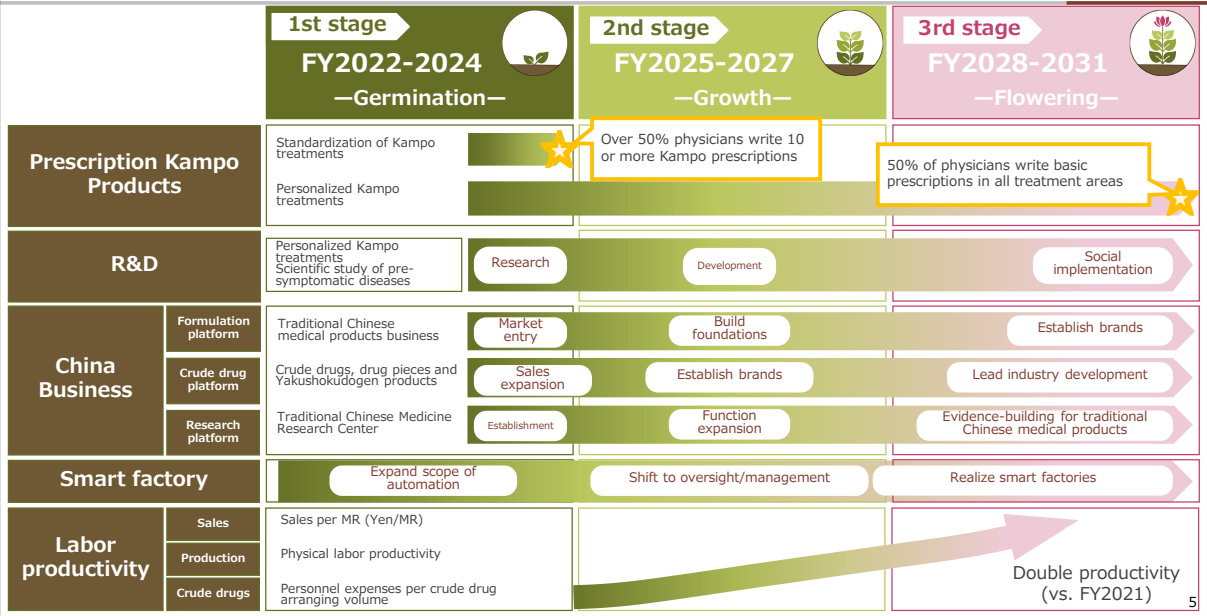 1st stage
FY2022-2024
―Germination―
2nd stage
FY2025-2027
―Growth―
3rd stage
FY2028-2031
―Flowering―
Prescription Kampo
Products
Standardization of Kampo
treatments
Personalized Kampo
treatments
Over 50% physicians write 10
or more Kampo prescriptions
50% of physicians write basic
prescriptions in all treatment areas
R&D
Personalized Kampo
treatments
Scientific study of pre-
symptomatic diseases
Research
Development
Social
implementation
China
Business
Formulation
platform
Traditional Chinese
medical products business
Market
entry
Build
foundations
Establish brands
Crude drug
platform
Crude drugs, drug pieces and
Yakushokudogen products
Sales
expansion
Establish brands
Lead industry development
Research
platform
Traditional Chinese Medicine
Research Center
Establishment
Function
expansion
Evidence-building for traditional
Chinese medical products
Smart factory
Expand scope of
automation
Shift to oversight/management
Realize smart factories
Labor
productivity
Sales
Sales per MR (Yen/MR)
Production
Physical labor productivity
Crude drugs
Personnel expenses per crude drug
arranging volume
Double productivity
(vs. FY2021)
5